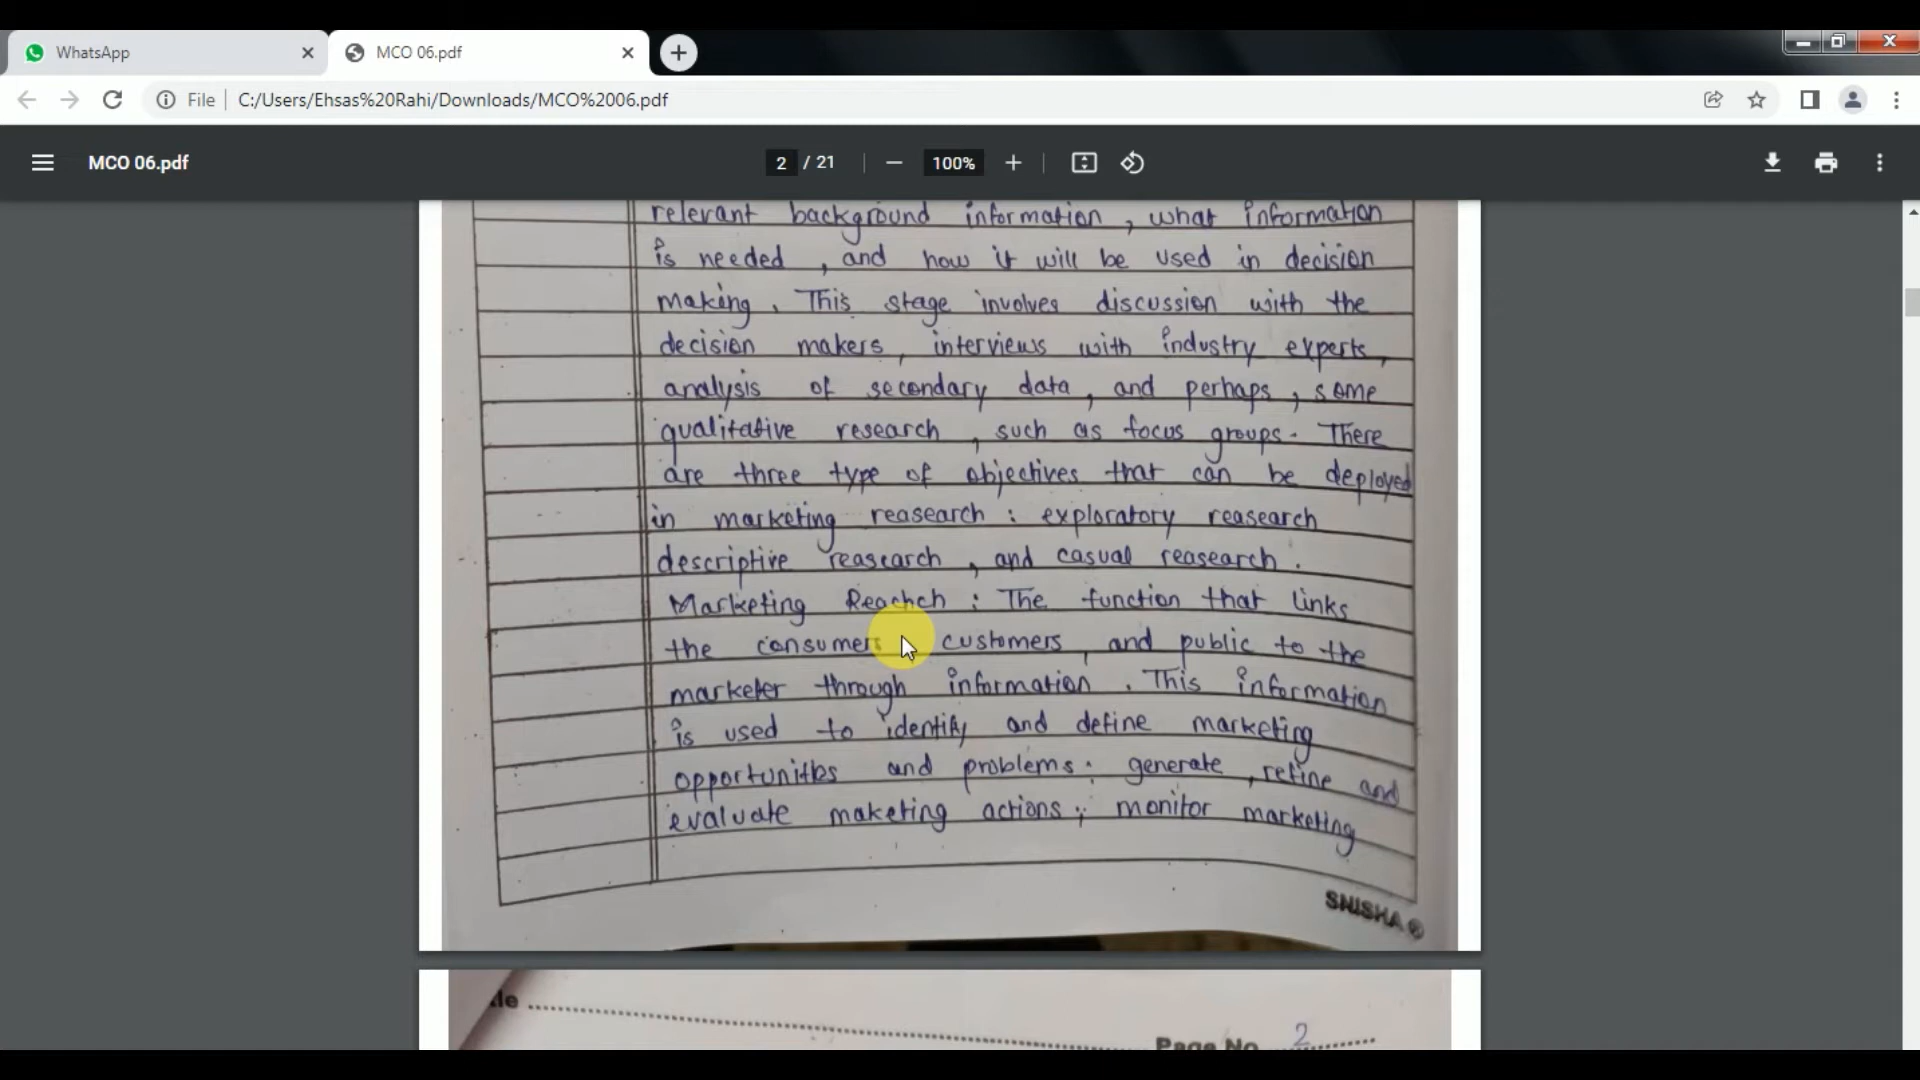 WhatsApp
MCO 06.pdf
File
C:/Users/Ehsas%20Rahi/Downloads/MCO%2006.pdf
MCO 06.pdf
2 / 21
100%
relevant background information, what information
is needed, and how it will be used in decision
making. This stage involves discussion with the
decision makers, interviews with industry experts,
analysis of secondary data, and perhaps, some
qualitative research, such as focus groups. There
are three type of objectives that can be deployed
in marketing reasearch : exploratory reasearch
descriptive reasearch, and casual reasearch.
Marketing Reachch : The function that links
the consumers customers, and public to the
marketer through information. This information
is used to identify and define marketing
opportunities and problems; generate, refine and
evaluate maketing actions; monitor marketing
SNISHA ®
Page No. 2